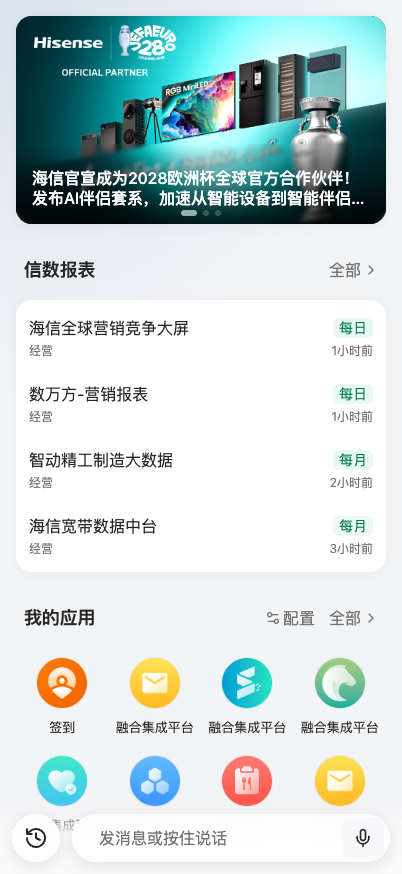 Hisense
UEFA EURO
2028
OFFICIAL PARTNER
RGB MiniLED
海信官宣成为2028欧洲杯全球官方合作伙伴！
发布AI伴侣套系，加速从智能设备到智能伴侣...
信数报表
全部
海信全球营销竞争大屏
每日
经营
1小时前
数万方-营销报表
每日
经营
1小时前
智动精工制造大数据
每月
经营
2小时前
海信宽带数据中台
每月
经营
3小时前
我的应用
配置
全部
签到
融合集成平台
融合集成平台
融合集成平台
集成
发消息或按住说话